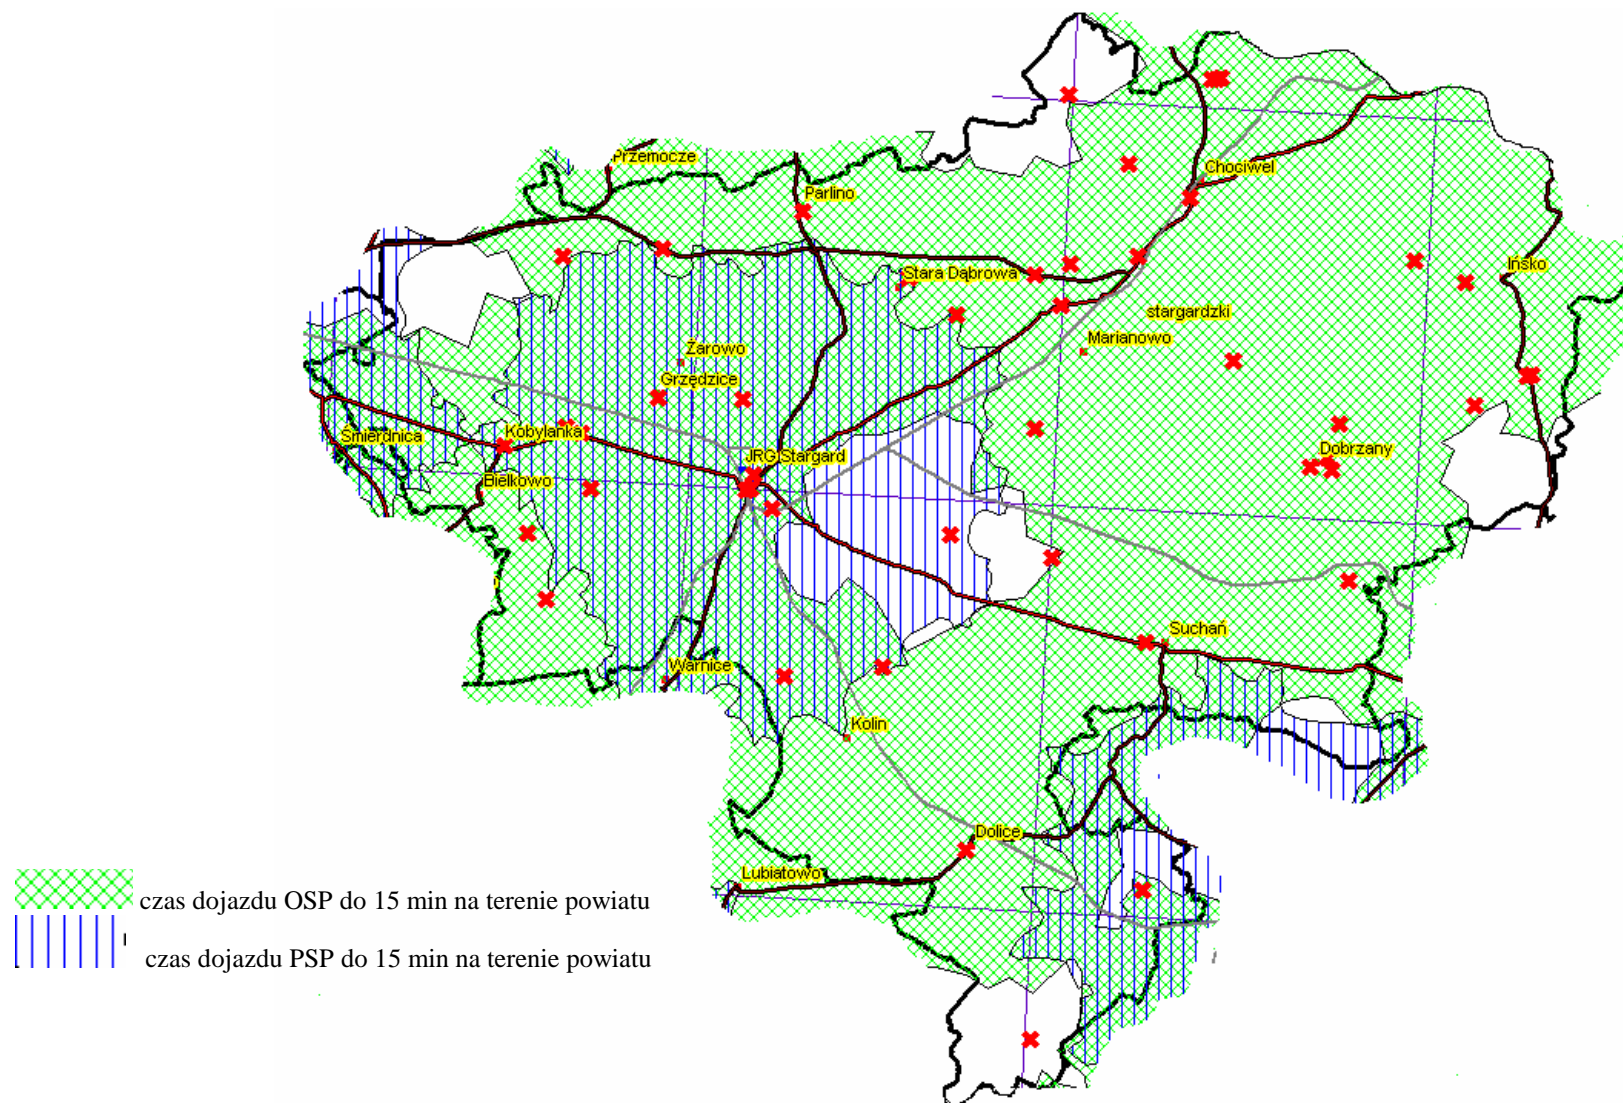 Przemocze
Chociwel
Parlino
Stara Dąbrowa
Ińsko
stargardzki
Marianowo
Żarowo
Grzędzice
Kobylanka
Śmierdnica
JRG Stargard
Dobrzany
Bielkowo
Suchań
Warnice
Kolin
Dolice
Lubiatowo
czas dojazdu OSP do 15 min na terenie powiatu
czas dojazdu PSP do 15 min na terenie powiatu